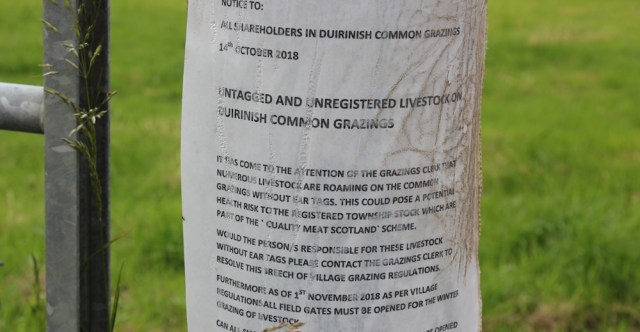 NOTICE TO:
ALL SHAREHOLDERS IN DUIRINISH COMMON GRAZINGS
14TH OCTOBER 2018
UNTAGGED AND UNREGISTERED LIVESTOCK ON
DUIRINISH COMMON GRAZINGS
IT HAS COME TO THE ATTENTION OF THE GRAZINGS CLERK THAT
NUMEROUS LIVESTOCK ARE ROAMING ON THE COMMON
GRAZINGS WITHOUT EAR TAGS. THIS COULD POSE A POTENTIAL
HEALTH RISK TO THE REGISTERED TOWNSHIP STOCK WHICH ARE
PART OF THE 'QUALITY MEAT SCOTLAND' SCHEME.
WOULD THE PERSON/S RESPONSIBLE FOR THESE LIVESTOCK
WITHOUT EAR TAGS PLEASE CONTACT THE GRAZINGS CLERK TO
RESOLVE THIS BREECH OF VILLAGE GRAZING REGULATIONS.
FURTHERMORE AS OF 1ST NOVEMBER 2018 AS PER VILLAGE
REGULATIONS ALL FIELD GATES MUST BE OPENED FOR THE WINTER
GRAZING OF LIVESTOCK
CAN ALL OPENED